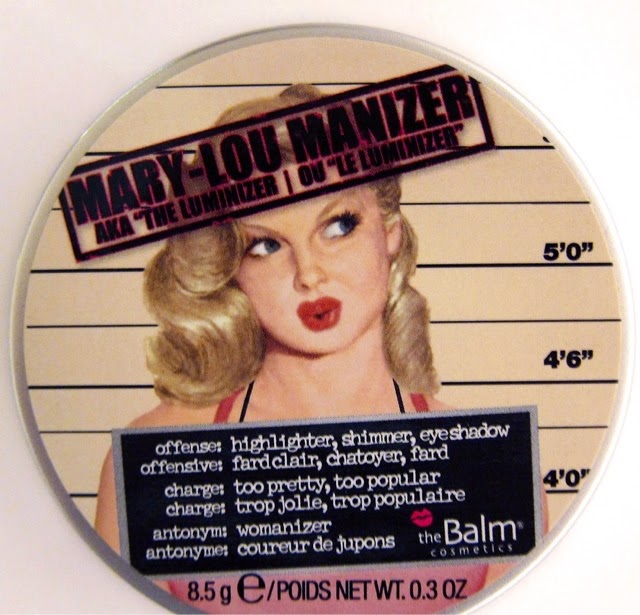 MARY-LOU MANIZER
AKA "THE LUMINIZER | OU "LE LUMINIZER"
5'0"
4'6"
4'0"
offense: highlighter, shimmer, eyeshadow
offensive: fard clair, chatoyer, fard
charge: too pretty, too popular
charge: trop jolie, trop populaire
antonym: womanizer
antonyme: coureur de jupons
theBalm®
cosmetics
8.5 g ℮/POIDS NET WT. 0.3 OZ